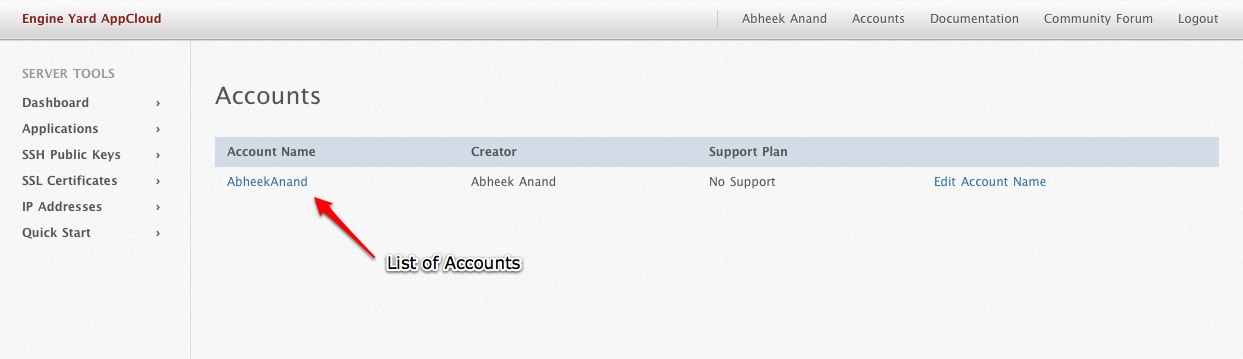 Engine Yard AppCloud
Abheek Anand Accounts Documentation Community Forum Logout
SERVER TOOLS
Dashboard ›
Applications ›
SSH Public Keys ›
SSL Certificates ›
IP Addresses ›
Quick Start ›
Accounts
Account Name Creator Support Plan
AbheekAnand Abheek Anand No Support Edit Account Name
List of Accounts